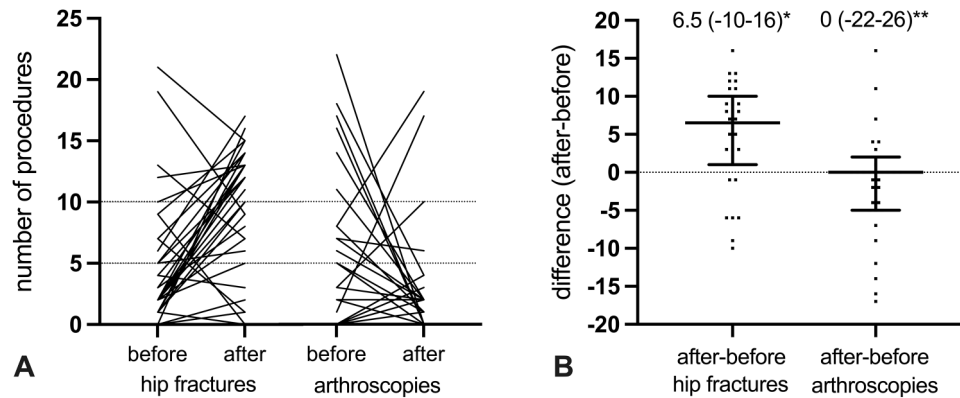 number of procedures
25
20
15
10
5
0
before after before after
hip fractures arthroscopies
A
difference (after-before)
6.5 (-10-16)* 0 (-22-26)**
20
15
10
5
0
-5
-10
-15
-20
after-before after-before
hip fractures arthroscopies
B